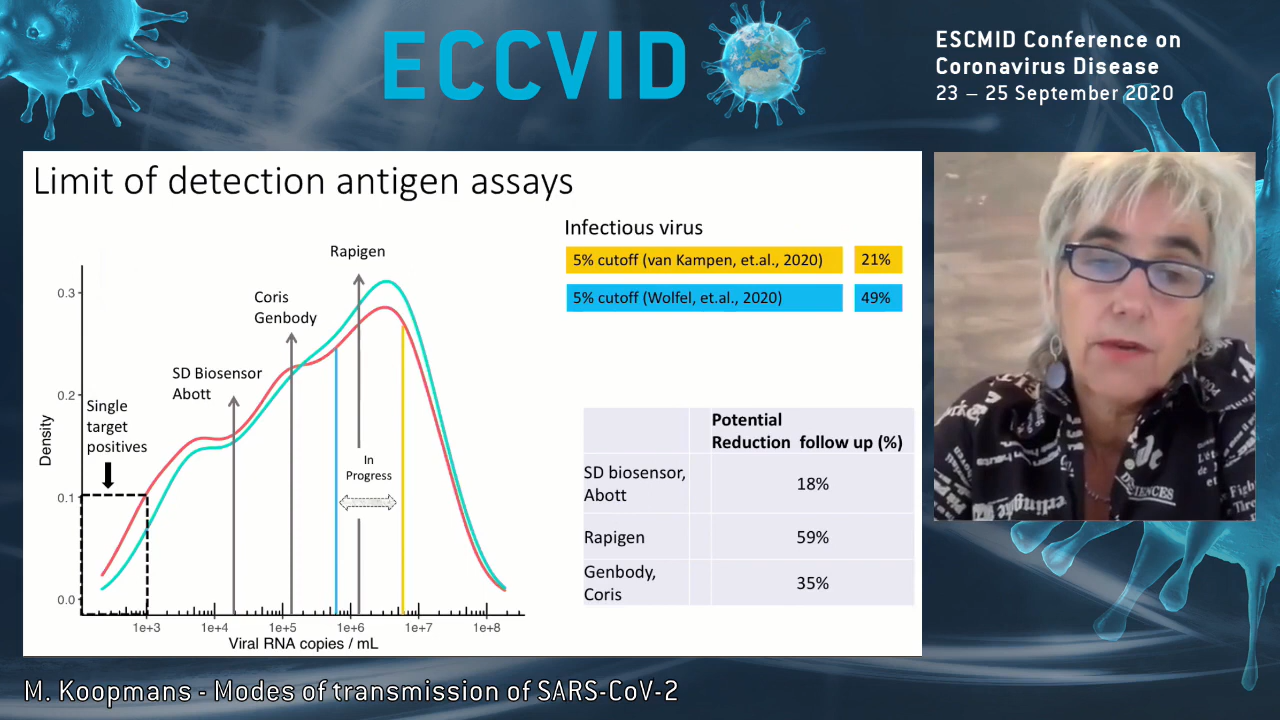 ECCVID
ESCMID Conference on
Coronavirus Disease
23 – 25 September 2020
Limit of detection antigen assays
Infectious virus
5% cutoff (van Kampen, et.al., 2020) 21%
5% cutoff (Wolfel, et.al., 2020) 49%
Rapigen
Coris
Genbody
SD Biosensor
Abott
Single
target
positives
In
Progress
Density
0.3
0.2
0.1
0.0
1e+3 1e+4 1e+5 1e+6 1e+7 1e+8
Viral RNA copies / mL
Potential
Reduction follow up (%)
SD biosensor,
Abott 18%
Rapigen 59%
Genbody,
Coris 35%
M. Koopmans - Modes of transmission of SARS-CoV-2